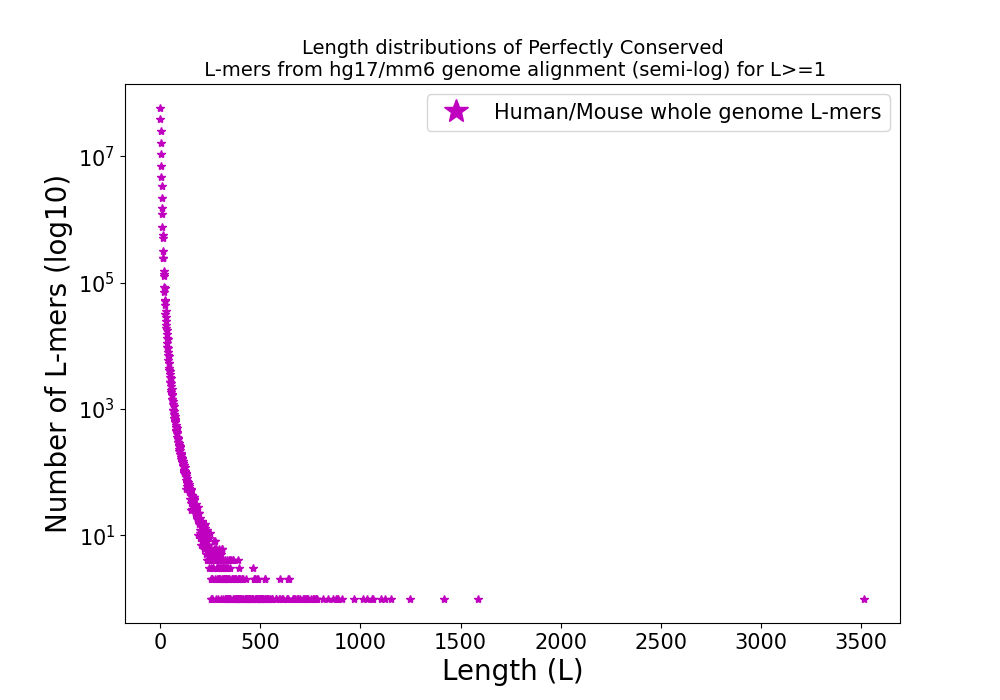 Length distributions of Perfectly Conserved
L-mers from hg17/mm6 genome alignment (semi-log) for L>=1
Human/Mouse whole genome L-mers
Number of L-mers (log10)
10^7
10^5
10^3
10^1
0 500 1000 1500 2000 2500 3000 3500
Length (L)